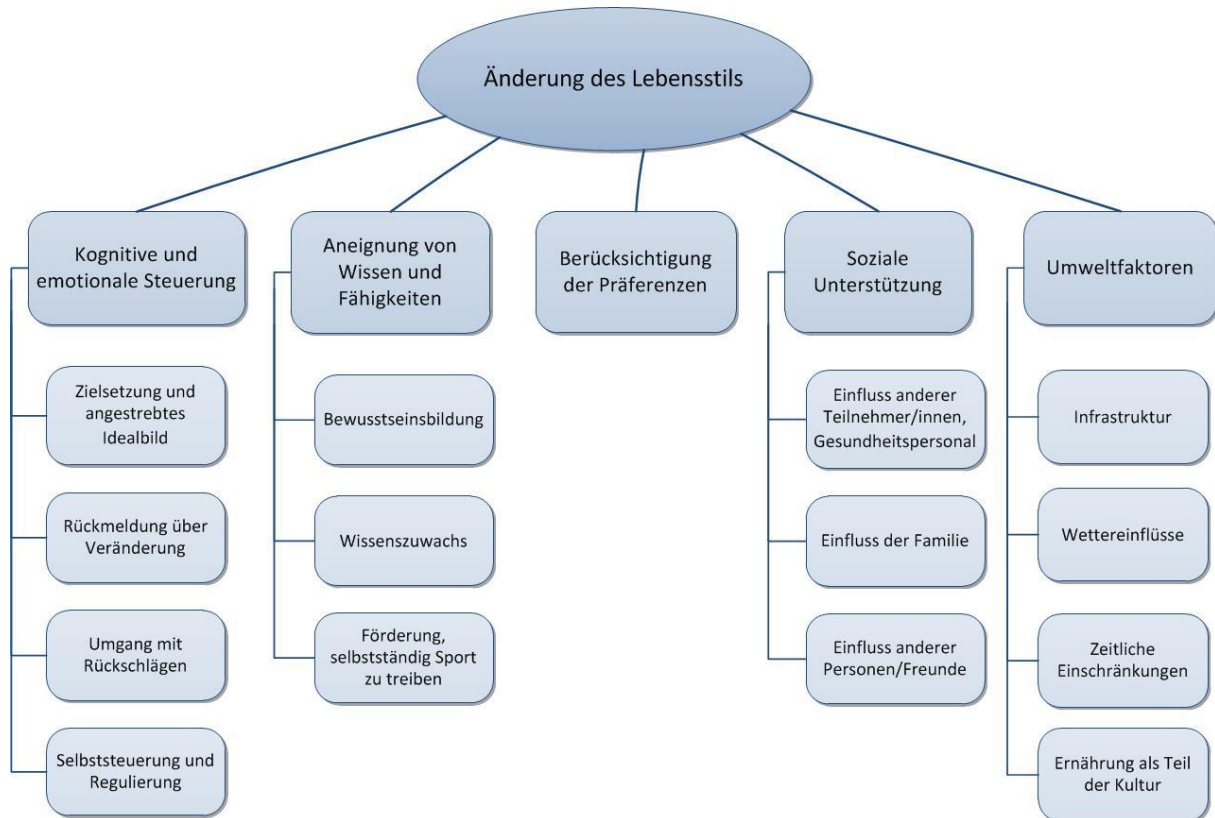 Änderung des Lebensstils
Kognitive und
emotionale Steuerung
Zielsetzung und
angestrebtes
Idealbild
Rückmeldung über
Veränderung
Umgang mit
Rückschlägen
Selbststeuerung und
Regulierung
Aneignung von
Wissen und
Fähigkeiten
Bewusstseinsbildung
Wissenszuwachs
Förderung,
selbstständig Sport
zu treiben
Berücksichtigung
der Präferenzen
Soziale
Unterstützung
Einfluss anderer
Teilnehmer/innen,
Gesundheitspersonal
Einfluss der Familie
Einfluss anderer
Personen/Freunde
Umweltfaktoren
Infrastruktur
Wettereinflüsse
Zeitliche
Einschränkungen
Ernährung als Teil
der Kultur